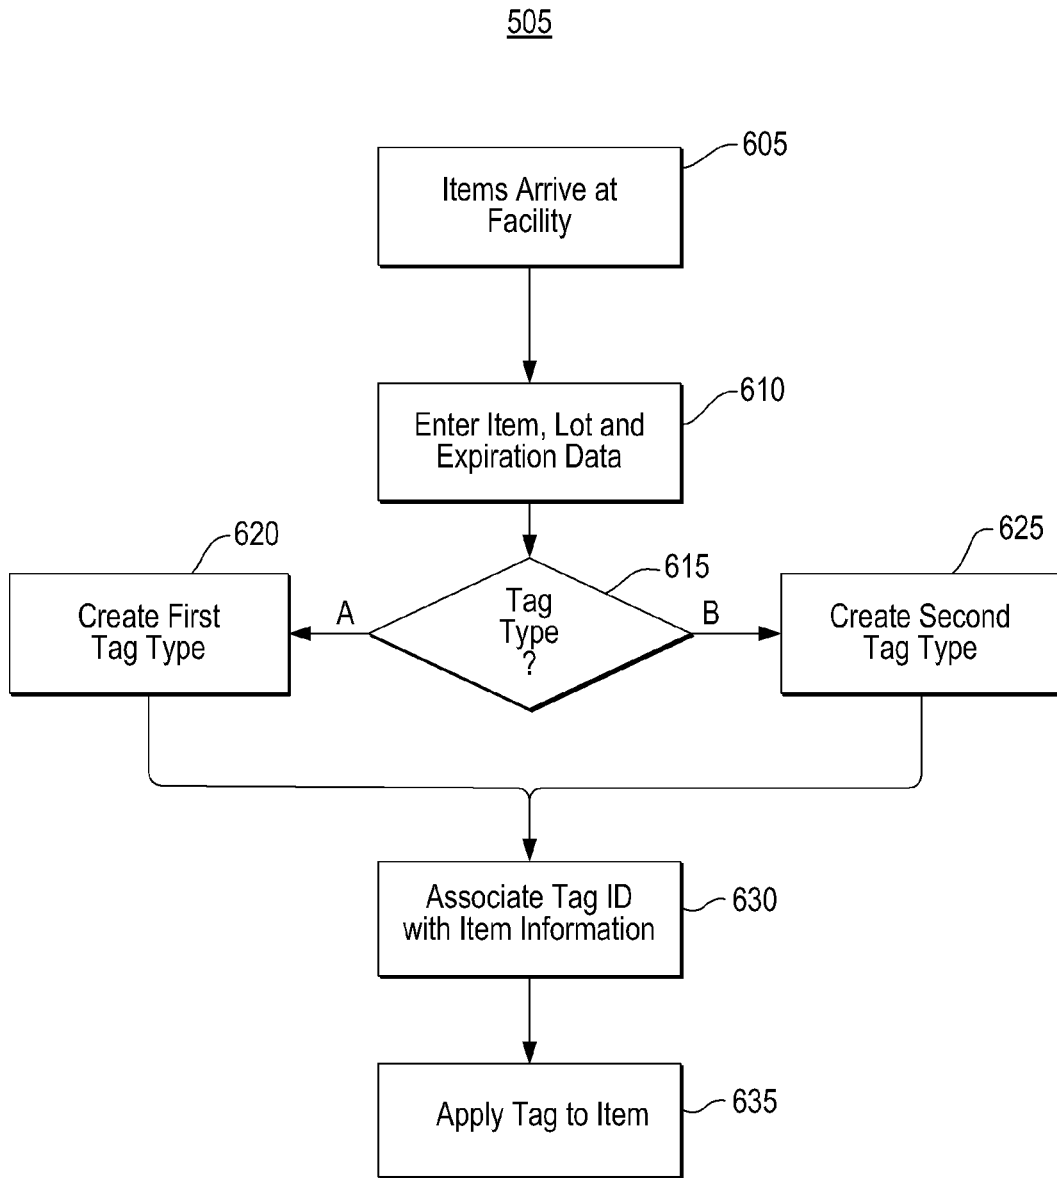 505
605
Items Arrive at
Facility
610
Enter Item, Lot and
Expiration Data
620
625
615
Create First
Tag Type
A
Tag
Type
?
B
Create Second
Tag Type
Associate Tag ID
with Item Information
630
Apply Tag to Item
635